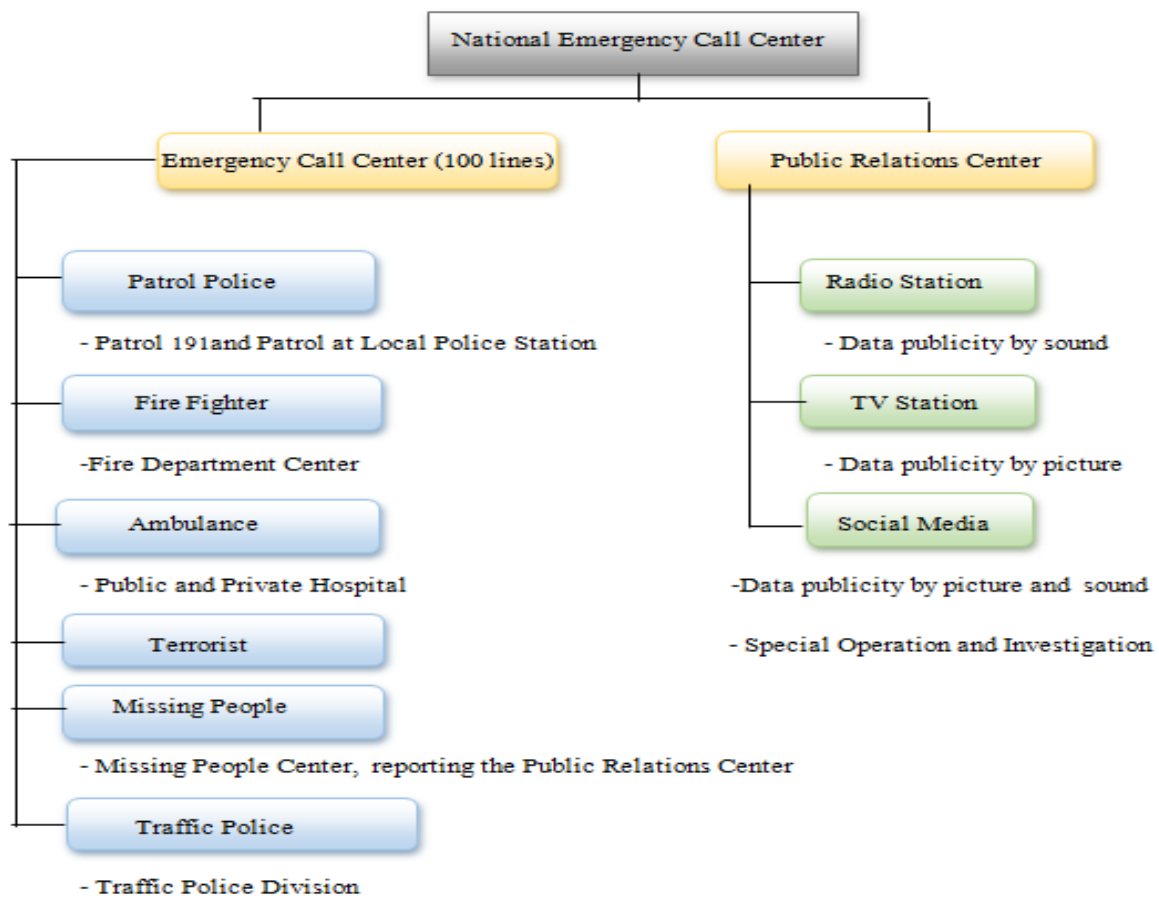 National Emergency Call Center
Emergency Call Center (100 lines)
Patrol Police
- Patrol 191and Patrol at Local Police Station
Fire Fighter
-Fire Department Center
Ambulance
- Public and Private Hospital
Terrorist
Missing People
- Missing People Center, reporting the Public Relations Center
Traffic Police
- Traffic Police Division
Public Relations Center
Radio Station
- Data publicity by sound
TV Station
- Data publicity by picture
Social Media
-Data publicity by picture and sound
- Special Operation and Investigation